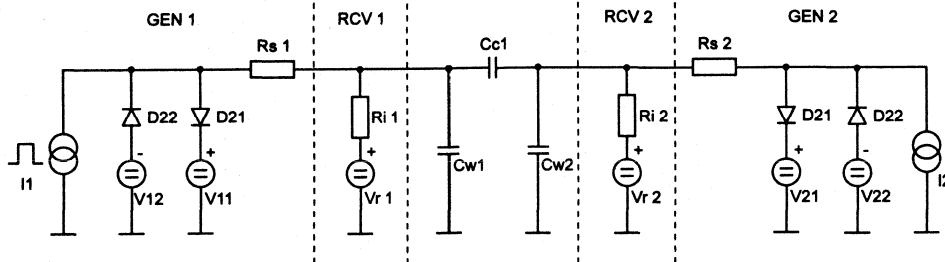 GEN 1
RCV 1
RCV 2
GEN 2
Rs 1
Cc1
Rs 2
D22
D21
Ri 1
Ri 2
D21
D22
-
+
+
+
+
-
I1
V12
V11
Vr 1
Cw1
Cw2
Vr 2
V21
V22
I2